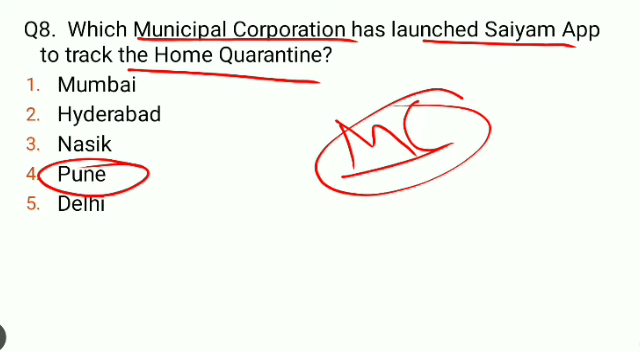 Q8. Which Municipal Corporation has launched Saiyam App
to track the Home Quarantine?
1. Mumbai
2. Hyderabad
3. Nasik
4. Pune
5. Delhi
MC